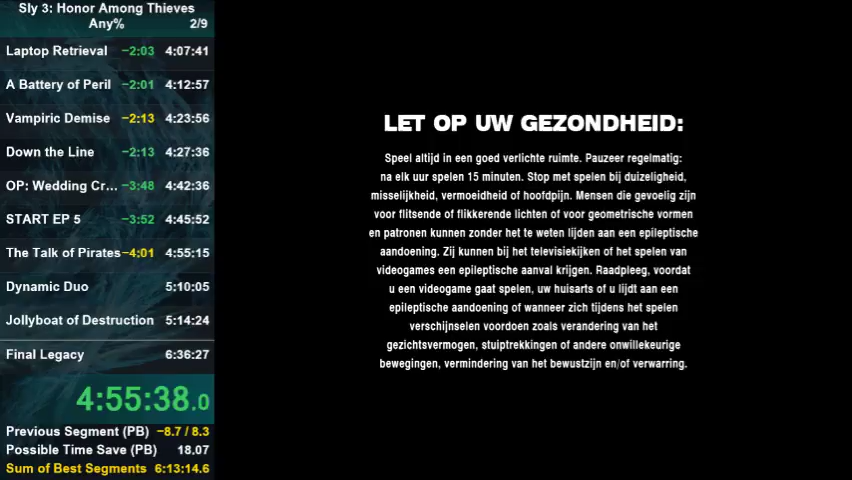 Sly 3: Honor Among Thieves
Any% 2/9
Laptop Retrieval −2:03 4:07:41
A Battery of Peril −2:01 4:12:57
Vampiric Demise −2:13 4:23:56
Down the Line −2:13 4:27:36
OP: Wedding Cr... −3:48 4:42:36
START EP 5 −3:52 4:45:52
The Talk of Pirates −4:01 4:55:15
Dynamic Duo 5:10:05
Jollyboat of Destruction 5:14:24
Final Legacy 6:36:27
4:55:38.0
Previous Segment (PB) −8.7 / 8.3
Possible Time Save (PB) 18.07
Sum of Best Segments 6:13:14.6
LET OP UW GEZONDHEID:
Speel altijd in een goed verlichte ruimte. Pauzeer regelmatig:
na elk uur spelen 15 minuten. Stop met spelen bij duizeligheid,
misselijkheid, vermoeidheid of hoofdpijn. Mensen die gevoelig zijn
voor flitsende of flikkerende lichten of voor geometrische vormen
en patronen kunnen zonder het te weten lijden aan een epileptische
aandoening. Zij kunnen bij het televisiekijken of het spelen van
videogames een epileptische aanval krijgen. Raadpleeg, voordat
u een videogame gaat spelen, uw huisarts of u lijdt aan een
epileptische aandoening of wanneer zich tijdens het spelen
verschijnselen voordoen zoals verandering van het
gezichtsvermogen, stuiptrekkingen of andere onwillekeurige
bewegingen, vermindering van het bewustzijn en/of verwarring.